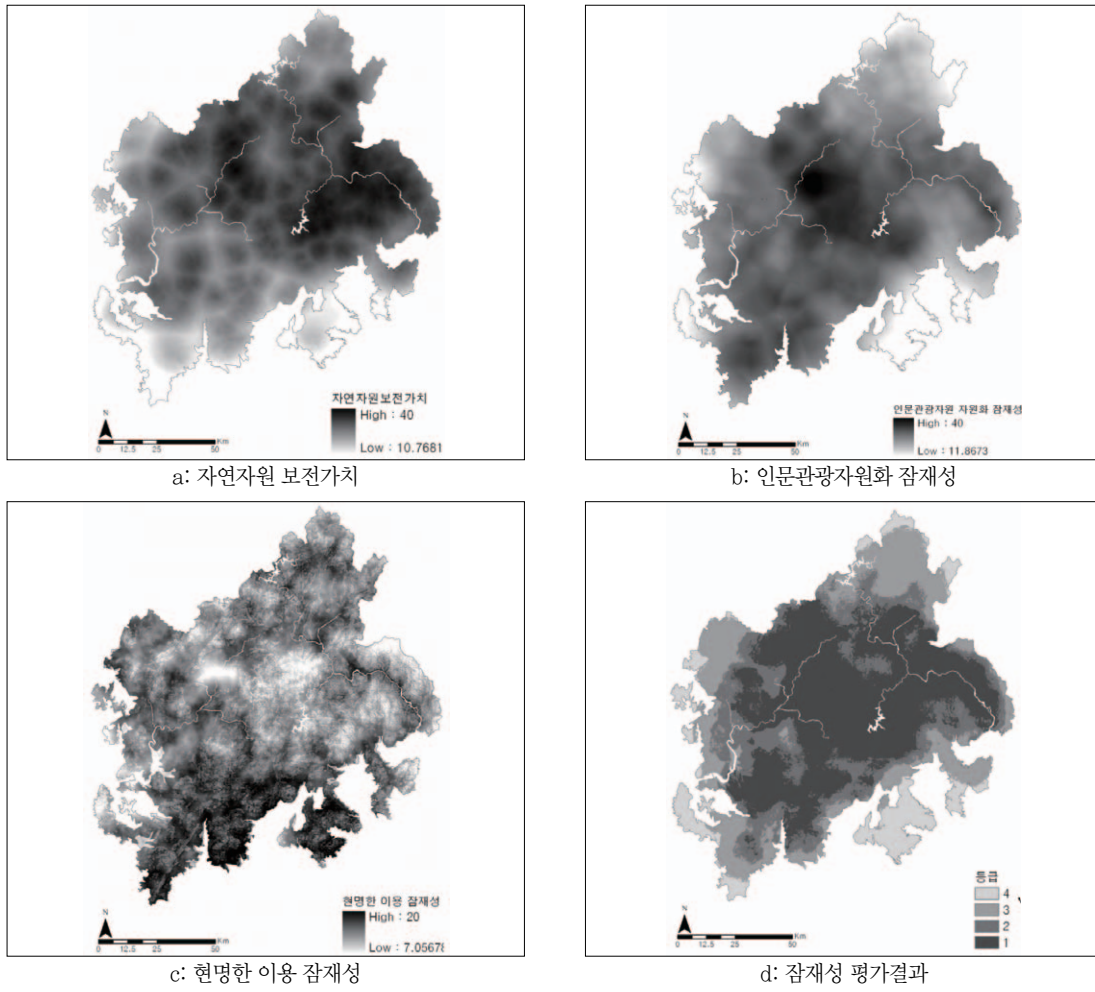 자연자원보전가치
High : 40
Low : 10.7681
N
Km
0 12.5 25 50
a: 자연자원 보전가치
인문관광자원 자원화 잠재성
High : 40
Low : 11.8673
N
Km
0 12.5 25 50
b: 인문관광자원화 잠재성
현명한 이용 잠재성
High : 20
Low : 7.05678
N
Km
0 12.5 25 50
c: 현명한 이용 잠재성
등급
4
3
2
1
N
Km
0 12.5 25 50
d: 잠재성 평가결과